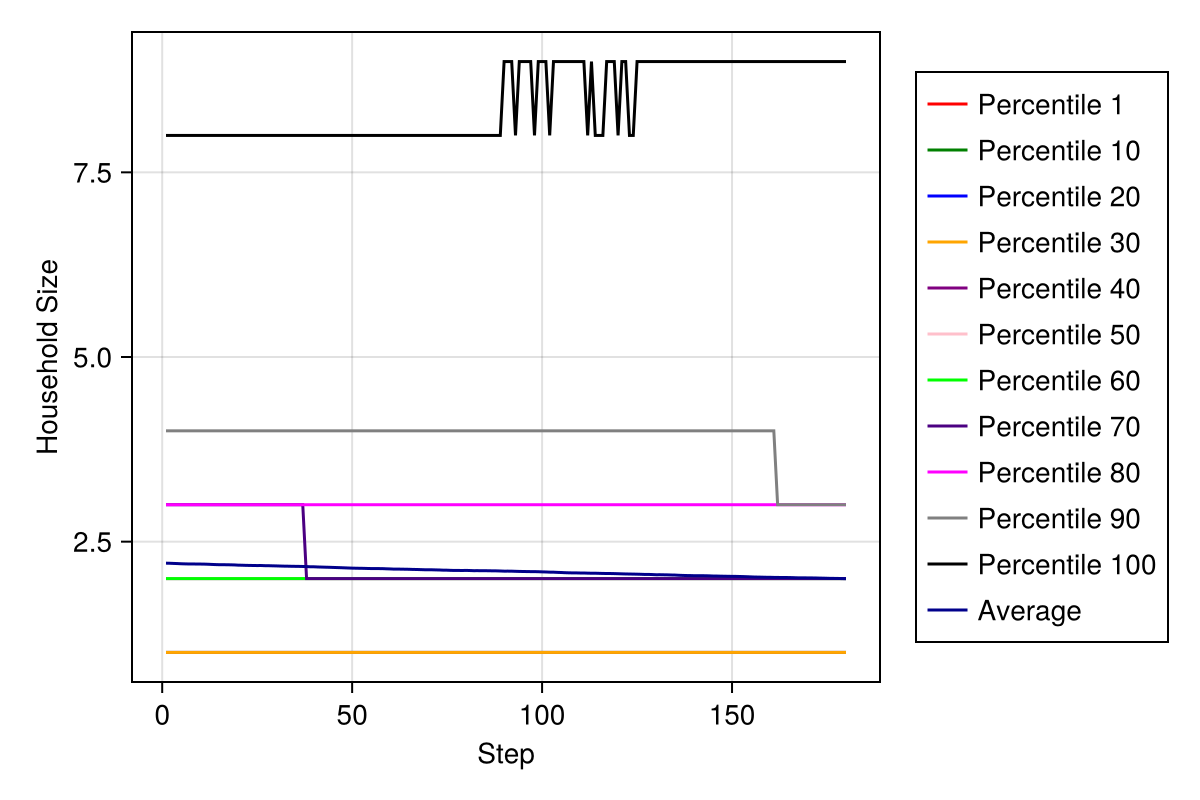 7.5
5.0
2.5
Household Size
0 50 100 150
Step
Percentile 1
Percentile 10
Percentile 20
Percentile 30
Percentile 40
Percentile 50
Percentile 60
Percentile 70
Percentile 80
Percentile 90
Percentile 100
Average